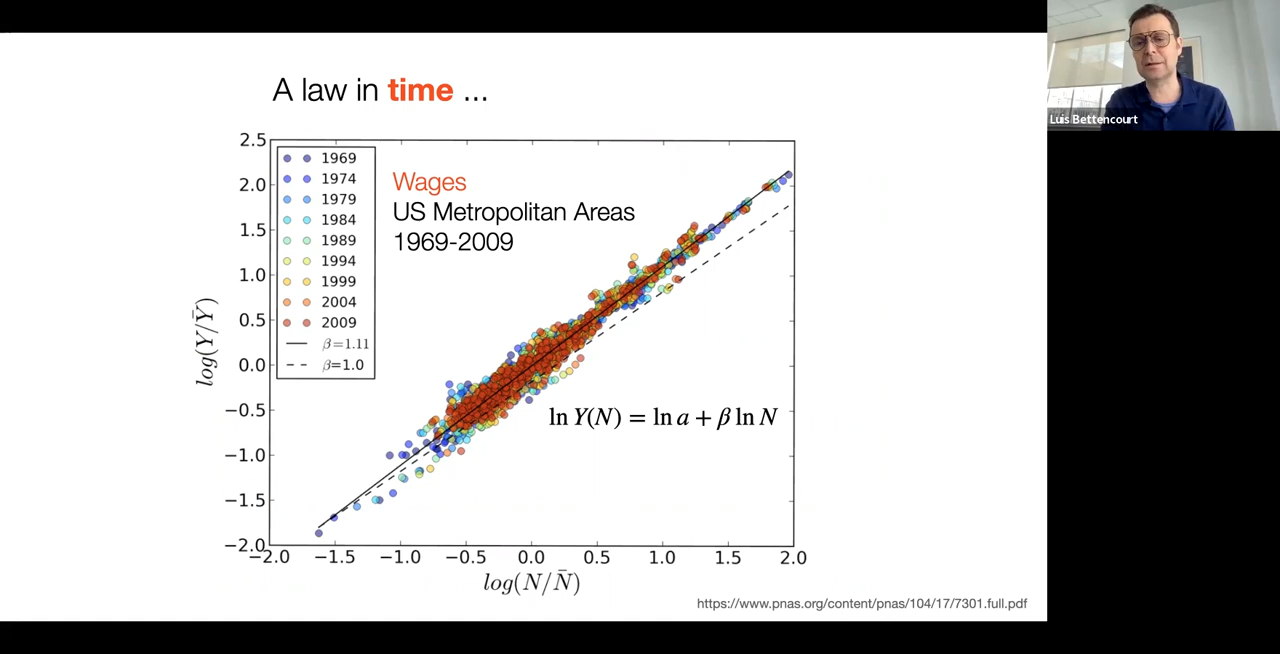 A law in time ...
Luis Bettencourt
2.5
2.0
1.5
1.0
0.5
0.0
−0.5
−1.0
−1.5
−2.0
log(Y/Ȳ)
1969
1974
1979
1984
1989
1994
1999
2004
2009
β=1.11
β=1.0
Wages
US Metropolitan Areas
1969-2009
ln Y(N) = ln a + β ln N
−2.0 −1.5 −1.0 −0.5 0.0 0.5 1.0 1.5 2.0
log(N/N̄)
https://www.pnas.org/content/pnas/104/17/7301.full.pdf